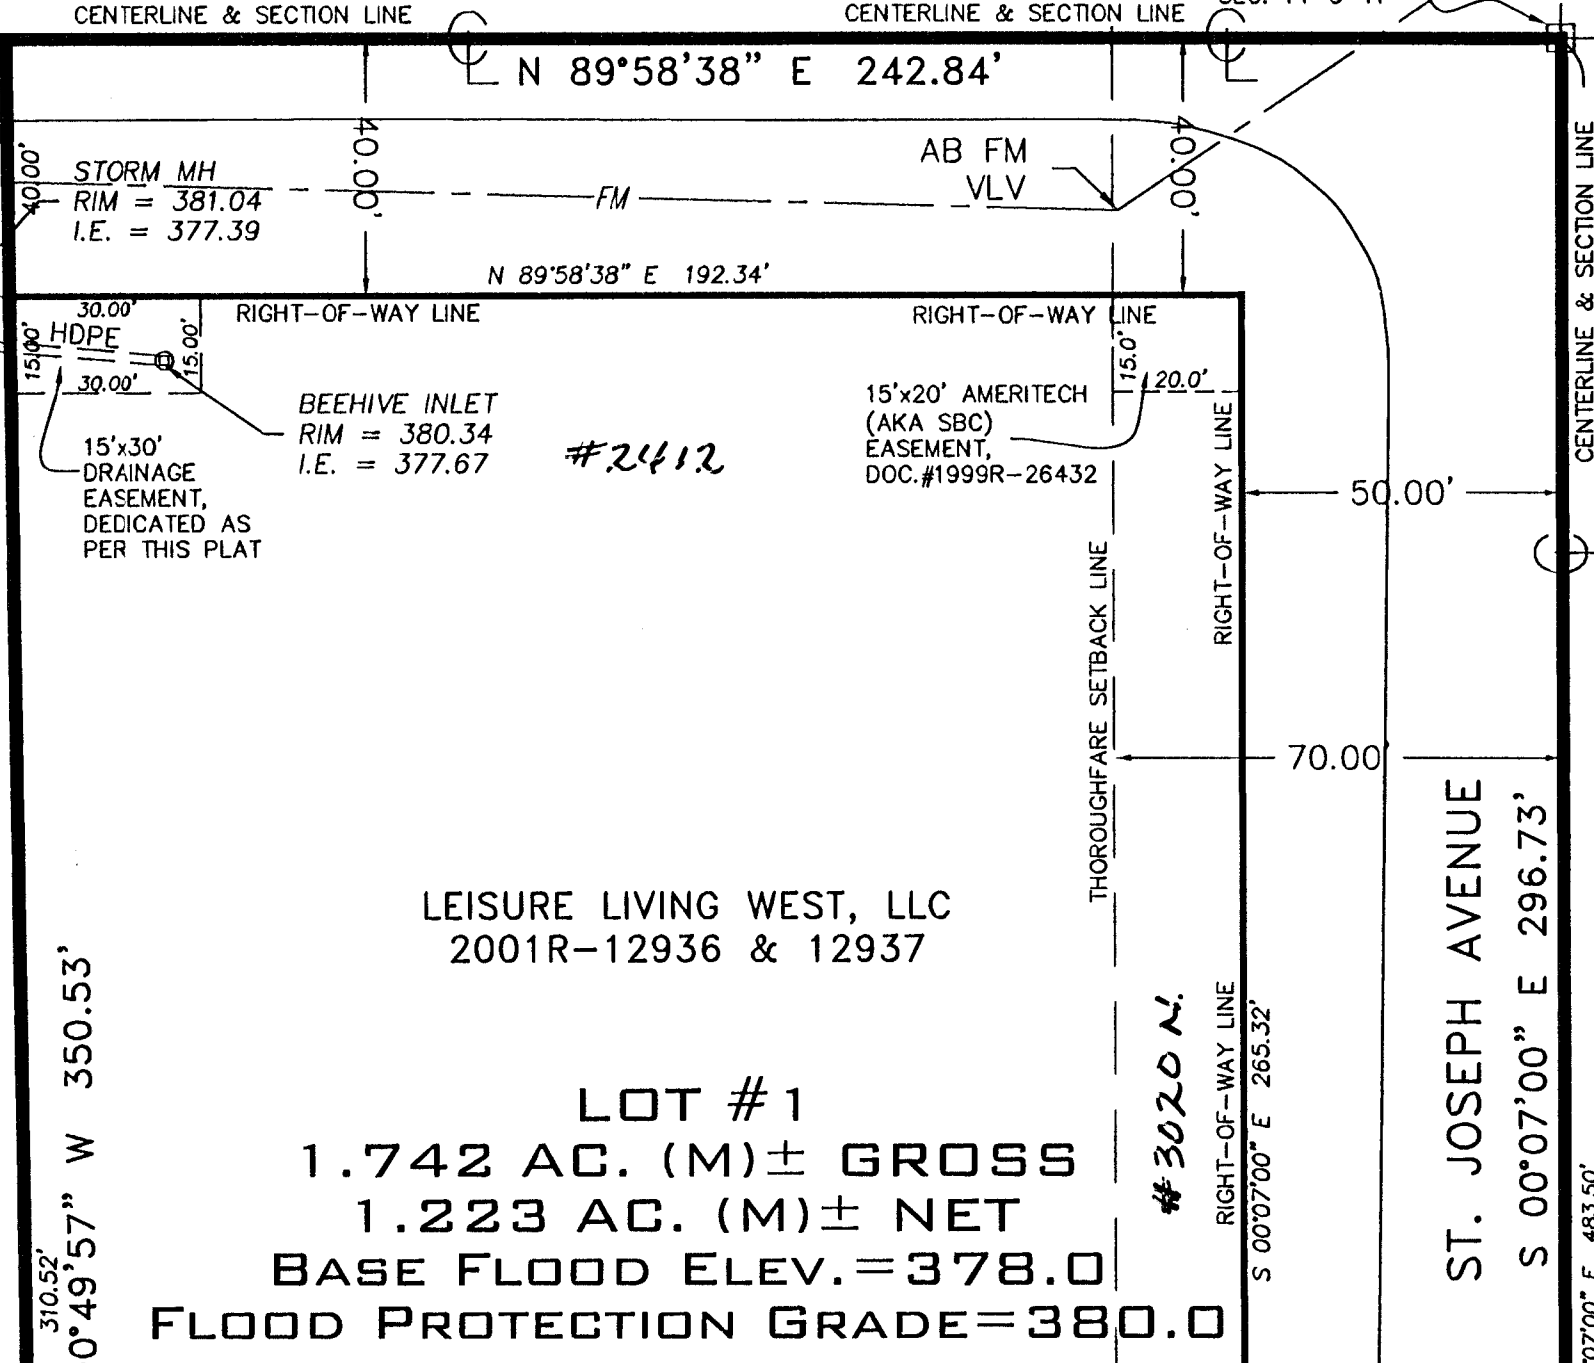 CENTERLINE & SECTION LINE
CENTERLINE & SECTION LINE
N 89°58'38" E 242.84'
CENTERLINE & SECTION LINE
40.00'
STORM MH
RIM = 381.04
I.E. = 377.39
40.00'
FM
AB FM
VLV
40.00'
N 89°58'38" E 192.34'
RIGHT-OF-WAY LINE
RIGHT-OF-WAY LINE
30.00'
HDPE
15.00'
15.00'
30.00'
BEEHIVE INLET
RIM = 380.34
I.E. = 377.67
#2412
15'x30'
DRAINAGE
EASEMENT,
DEDICATED AS
PER THIS PLAT
15'x20' AMERITECH
(AKA SBC)
EASEMENT,
DOC.#1999R-26432
15.0'
20.0'
RIGHT-OF-WAY LINE
50.00'
THOROUGHFARE SETBACK LINE
70.00'
LEISURE LIVING WEST, LLC
2001R-12936 & 12937
LOT #1
1.742 AC. (M)± GROSS
1.223 AC. (M)± NET
BASE FLOOD ELEV.=378.0
FLOOD PROTECTION GRADE=380.0
310.52'
0°49'57" W 350.53'
#3020 N.
RIGHT-OF-WAY LINE
S 00°07'00" E 265.32'
ST. JOSEPH AVENUE
S 00°07'00" E 296.73'
07'00" E 483.50'